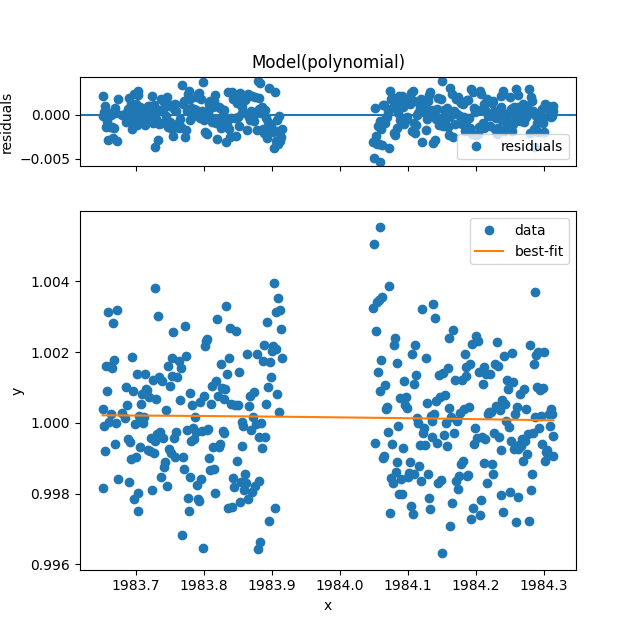 Model(polynomial)
residuals
0.000
−0.005
residuals
data
best-fit
y
1.004
1.002
1.000
0.998
0.996
1983.7 1983.8 1983.9 1984.0 1984.1 1984.2 1984.3
x